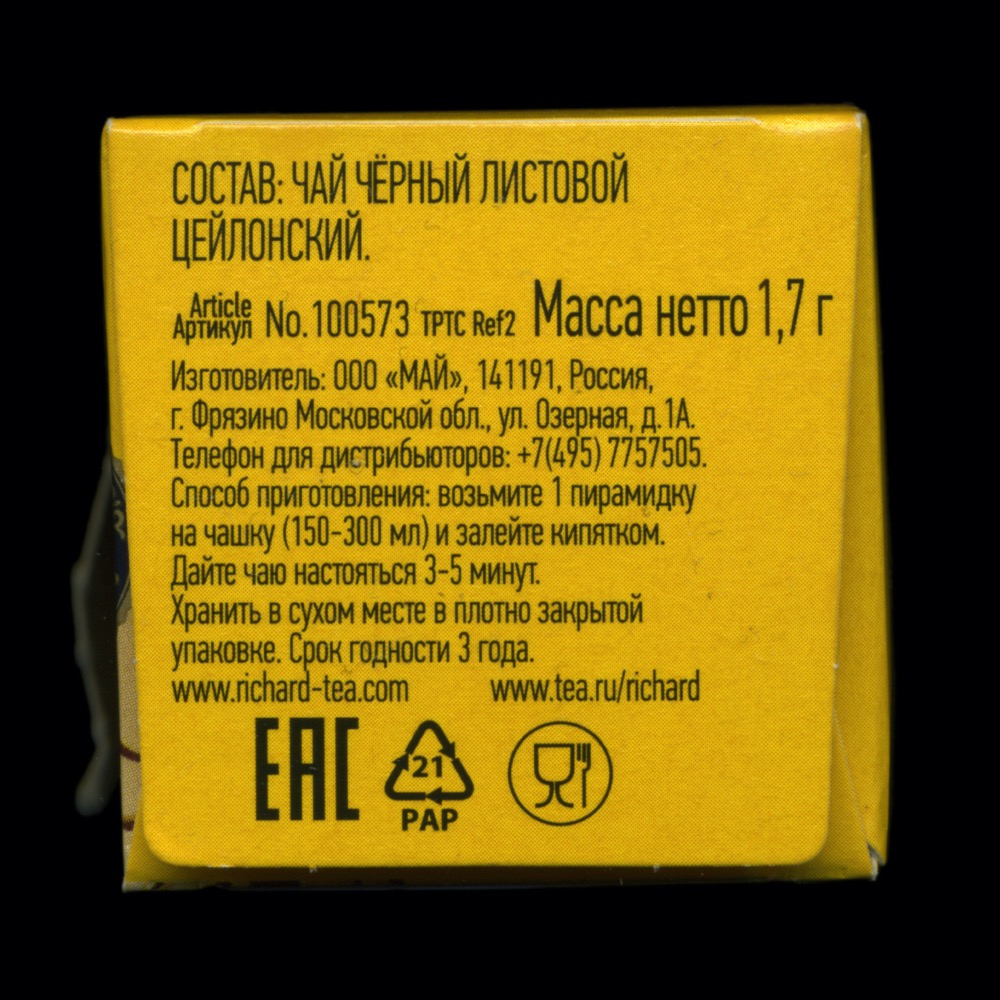 СОСТАВ: ЧАЙ ЧЁРНЫЙ ЛИСТОВОЙ
ЦЕЙЛОНСКИЙ.
Article
Артикул No. 100573 ТРТС Ref2 Масса нетто 1,7 г
Изготовитель: ООО «МАЙ», 141191, Россия,
г. Фрязино Московской обл., ул. Озерная, д.1А.
Телефон для дистрибьюторов: +7(495) 7757505.
Способ приготовления: возьмите 1 пирамидку
на чашку (150-300 мл) и залейте кипятком.
Дайте чаю настояться 3-5 минут.
Хранить в сухом месте в плотно закрытой
упаковке. Срок годности 3 года.
www.richard-tea.com www.tea.ru/richard
ЕАС 21
PAP